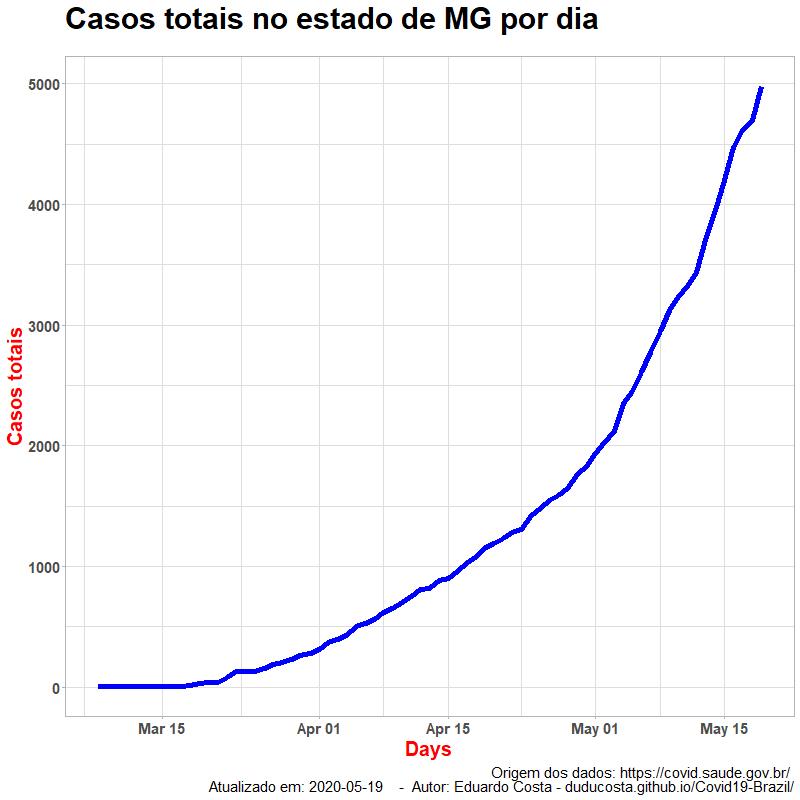 Casos totais no estado de MG por dia
Casos totais
5000
4000
3000
2000
1000
0
Mar 15
Apr 01
Apr 15
May 01
May 15
Days
Origem dos dados: https://covid.saude.gov.br/
Atualizado em: 2020-05-19 - Autor: Eduardo Costa - duducosta.github.io/Covid19-Brazil/